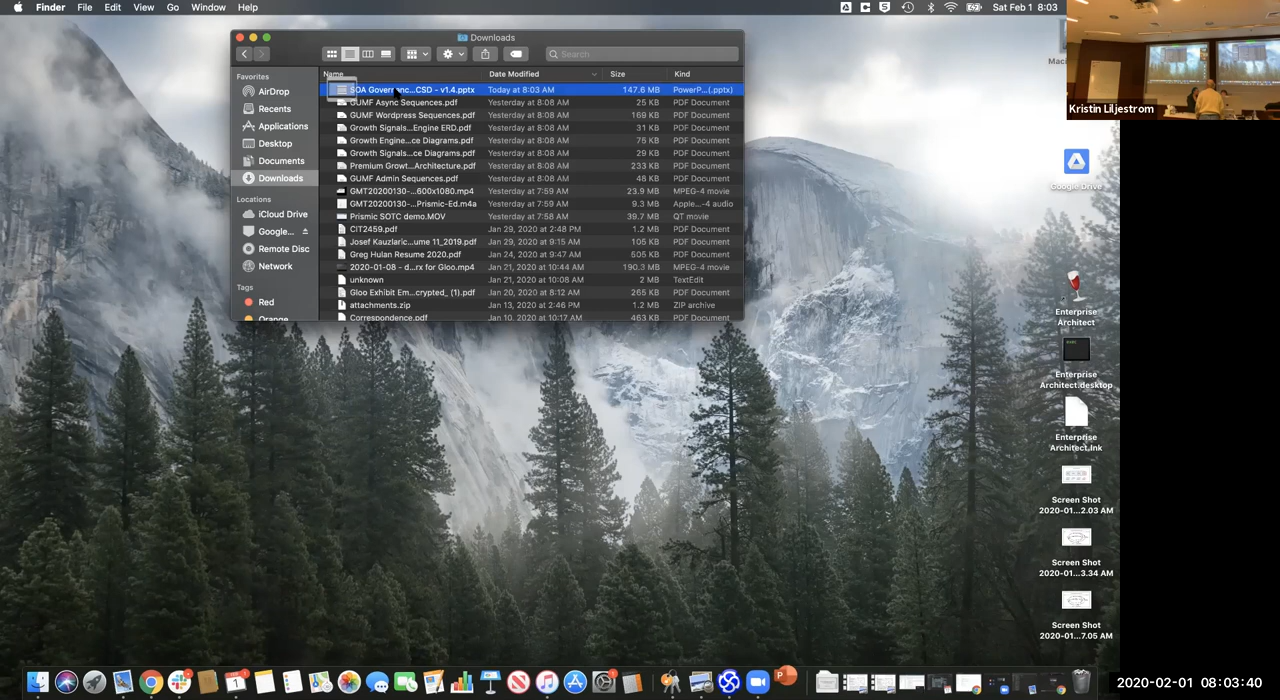 Finder File Edit View Go Window Help
Sat Feb 1 8:03
Downloads
Search
Favorites
AirDrop
Recents
Applications
Desktop
Documents
Downloads
Locations
iCloud Drive
Google...
Remote Disc
Network
Tags
Red
Orange
Name Date Modified Size Kind
SOA Governanc...CSD - v1.4.pptx Today at 8:03 AM 147.6 MB PowerP...(.pptx)
GUMF Async Sequences.pdf Yesterday at 8:08 AM 25 KB PDF Document
GUMF Wordpress Sequences.pdf Yesterday at 8:08 AM 169 KB PDF Document
Growth Signals...Engine ERD.pdf Yesterday at 8:08 AM 31 KB PDF Document
Growth Engine...ce Diagrams.pdf Yesterday at 8:08 AM 75 KB PDF Document
Growth Signals...ce Diagrams.pdf Yesterday at 8:08 AM 29 KB PDF Document
Premium Growt...Architecture.pdf Yesterday at 8:08 AM 233 KB PDF Document
GUMF Admin Sequences.pdf Yesterday at 8:08 AM 48 KB PDF Document
GMT20200130-...600x1080.mp4 Yesterday at 7:59 AM 23.9 MB MPEG-4 movie
GMT20200130-...Prismic-Ed.m4a Yesterday at 7:59 AM 9.3 MB Apple...-4 audio
Prismic SOTC demo.MOV Yesterday at 7:58 AM 39.7 MB QT movie
CIT2459.pdf Jan 29, 2020 at 2:48 PM 1.2 MB PDF Document
Josef Kauzlaric...ume 11_2019.pdf Jan 29, 2020 at 9:15 AM 105 KB PDF Document
Greg Hulan Resume 2020.pdf Jan 24, 2020 at 9:47 AM 505 KB PDF Document
2020-01-08 - d...rx for Gloo.mp4 Jan 21, 2020 at 10:44 AM 190.3 MB MPEG-4 movie
unknown Jan 21, 2020 at 10:08 AM 2 MB TextEdit
Gloo Exhibit Em...crypted_ (1).pdf Jan 20, 2020 at 8:12 AM 265 KB PDF Document
attachments.zip Jan 13, 2020 at 2:46 PM 1.2 MB ZIP archive
Correspondence.pdf Jan 10, 2020 at 10:17 AM 463 KB PDF Document
Kristin Liljestrom
Google Drive
Enterprise
Architect
Enterprise
Architect.desktop
Enterprise
Architect.lnk
Screen Shot
2020-01...2.03 AM
Screen Shot
2020-01...3.34 AM
Screen Shot
2020-01...7.05 AM
2020-02-01 08:03:40